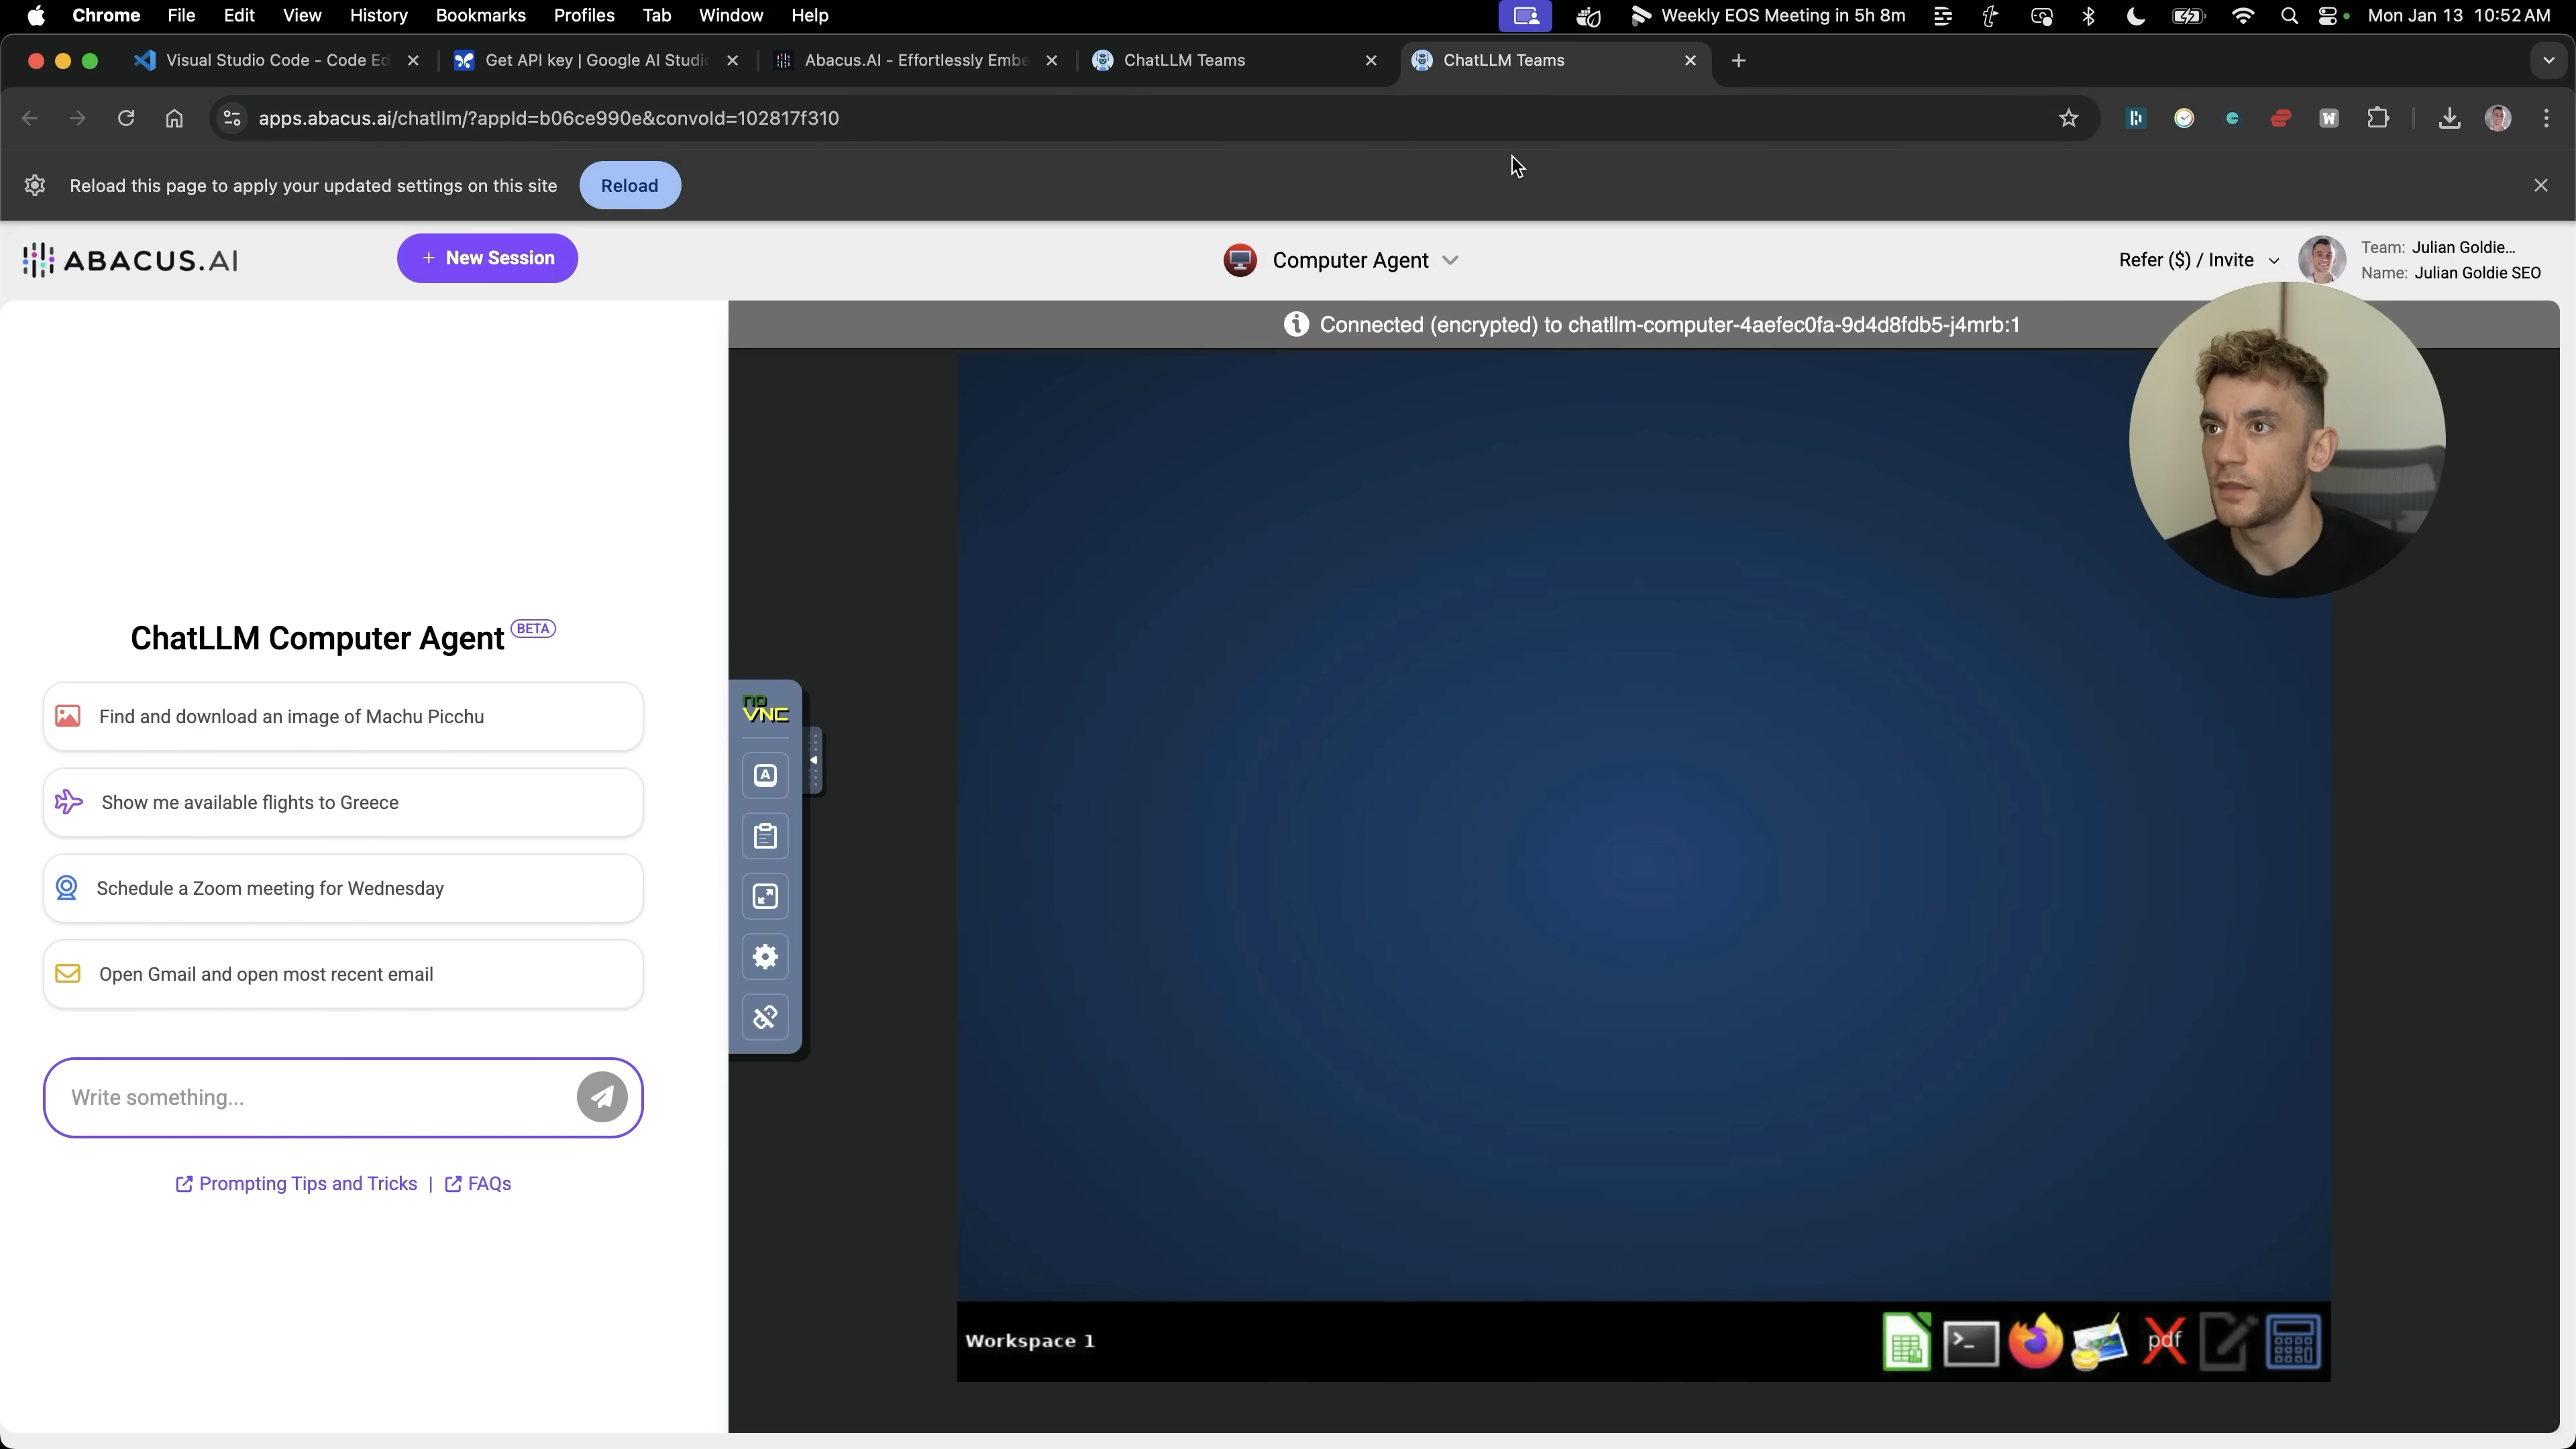 Chrome File Edit View History Bookmarks Profiles Tab Window Help Weekly EOS Meeting in 5h 8m Mon Jan 13 10:52 AM
Visual Studio Code - Code Ed Get API key | Google AI Studio Abacus.AI - Effortlessly Embe ChatLLM Teams ChatLLM Teams
apps.abacus.ai/chatllm/?appId=b06ce990e&convoId=102817f310
Reload this page to apply your updated settings on this site Reload
ABACUS.AI + New Session Computer Agent Refer ($) / Invite Team: Julian Goldie...
Name: Julian Goldie SEO
Connected (encrypted) to chatllm-computer-4aefec0fa-9d4d8fdb5-j4mrb:1
ChatLLM Computer Agent BETA
Find and download an image of Machu Picchu
Show me available flights to Greece
Schedule a Zoom meeting for Wednesday
Open Gmail and open most recent email
Write something...
Prompting Tips and Tricks | FAQs
no
VNC
A
Workspace 1
pdf